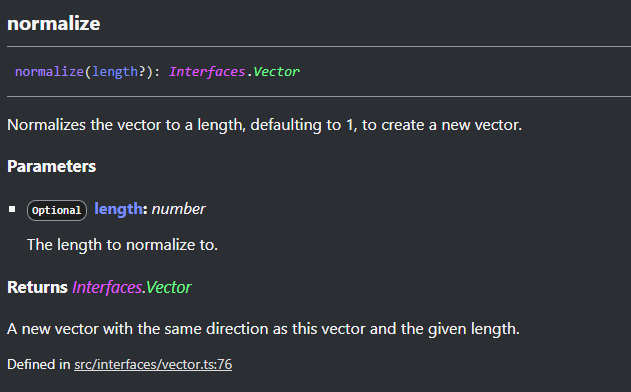 normalize
normalize(length?): Interfaces.Vector
Normalizes the vector to a length, defaulting to 1, to create a new vector.
Parameters
Optional length: number
The length to normalize to.
Returns Interfaces.Vector
A new vector with the same direction as this vector and the given length.
Defined in src/interfaces/vector.ts:76